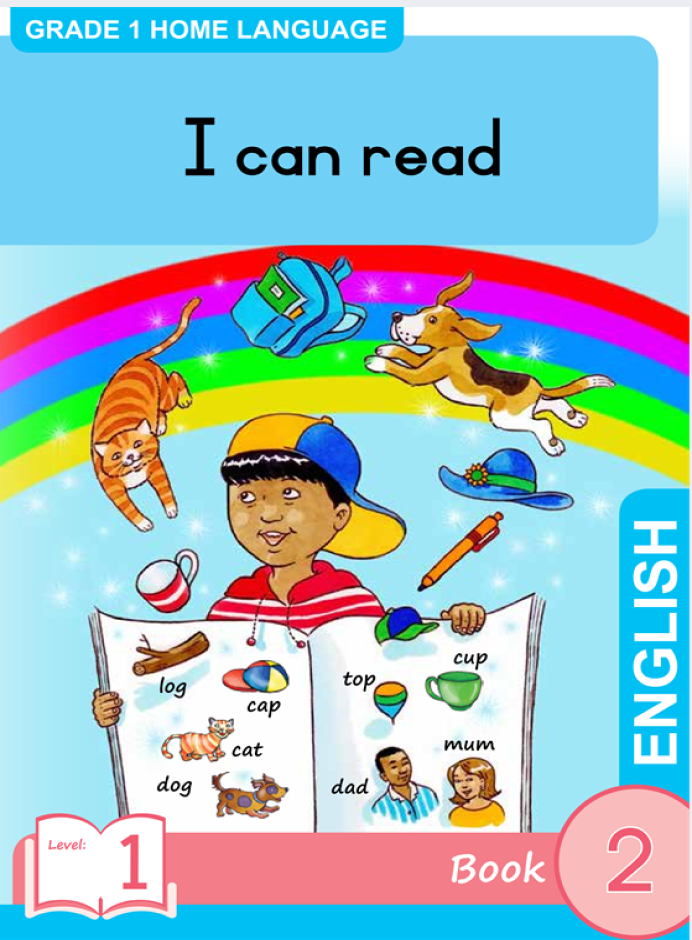 GRADE 1 HOME LANGUAGE
I can read
log
cap
cat
dog
top
cup
mum
dad
ENGLISH
Level:
1
Book
2